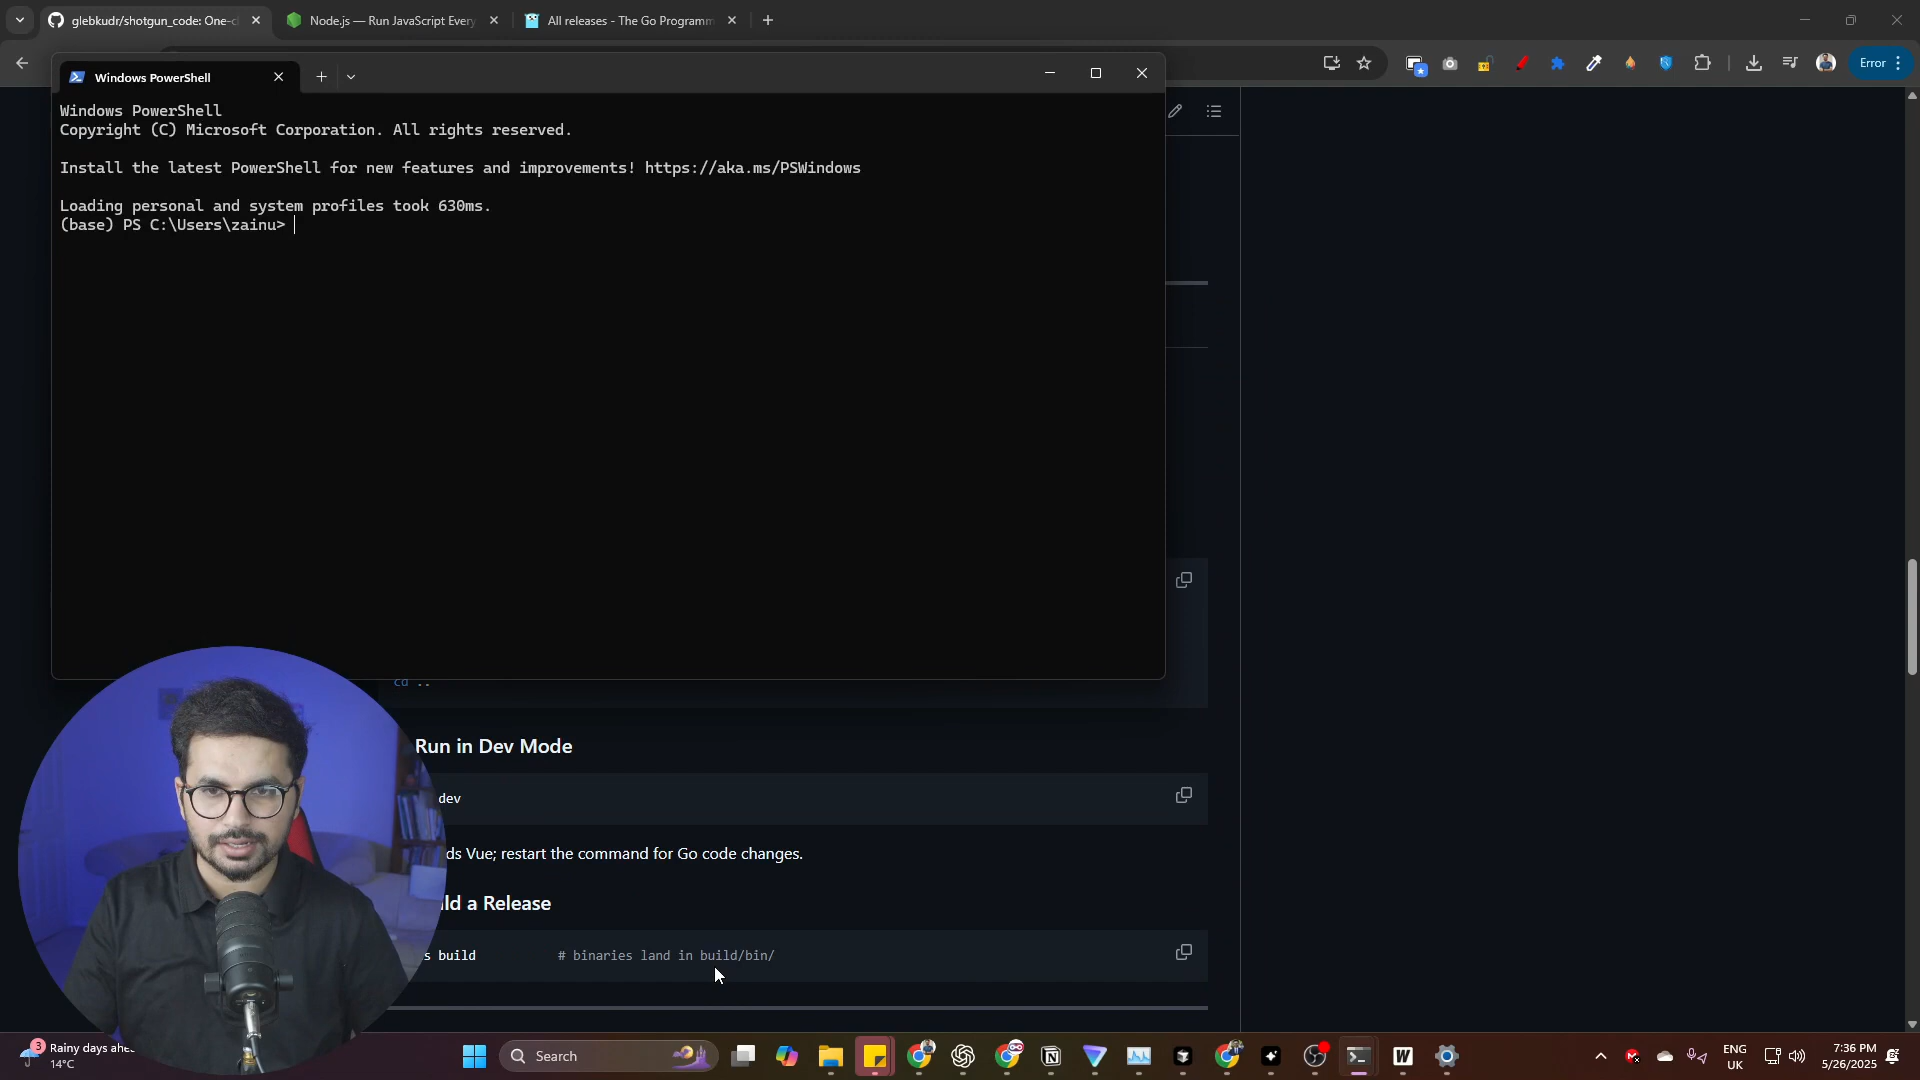 glebkudr/shotgun_code: One-c
Node.js — Run JavaScript Every
All releases - The Go Programm
Error
Windows PowerShell
Windows PowerShell
Copyright (C) Microsoft Corporation. All rights reserved.
Install the latest PowerShell for new features and improvements! https://aka.ms/PSWindows
Loading personal and system profiles took 630ms.
(base) PS C:\Users\zainu>
cd ..
Run in Dev Mode
dev
ds Vue; restart the command for Go code changes.
ild a Release
s build # binaries land in build/bin/
3
Rainy days ahe
14°C
Search
ENG
UK
7:36 PM
5/26/2025